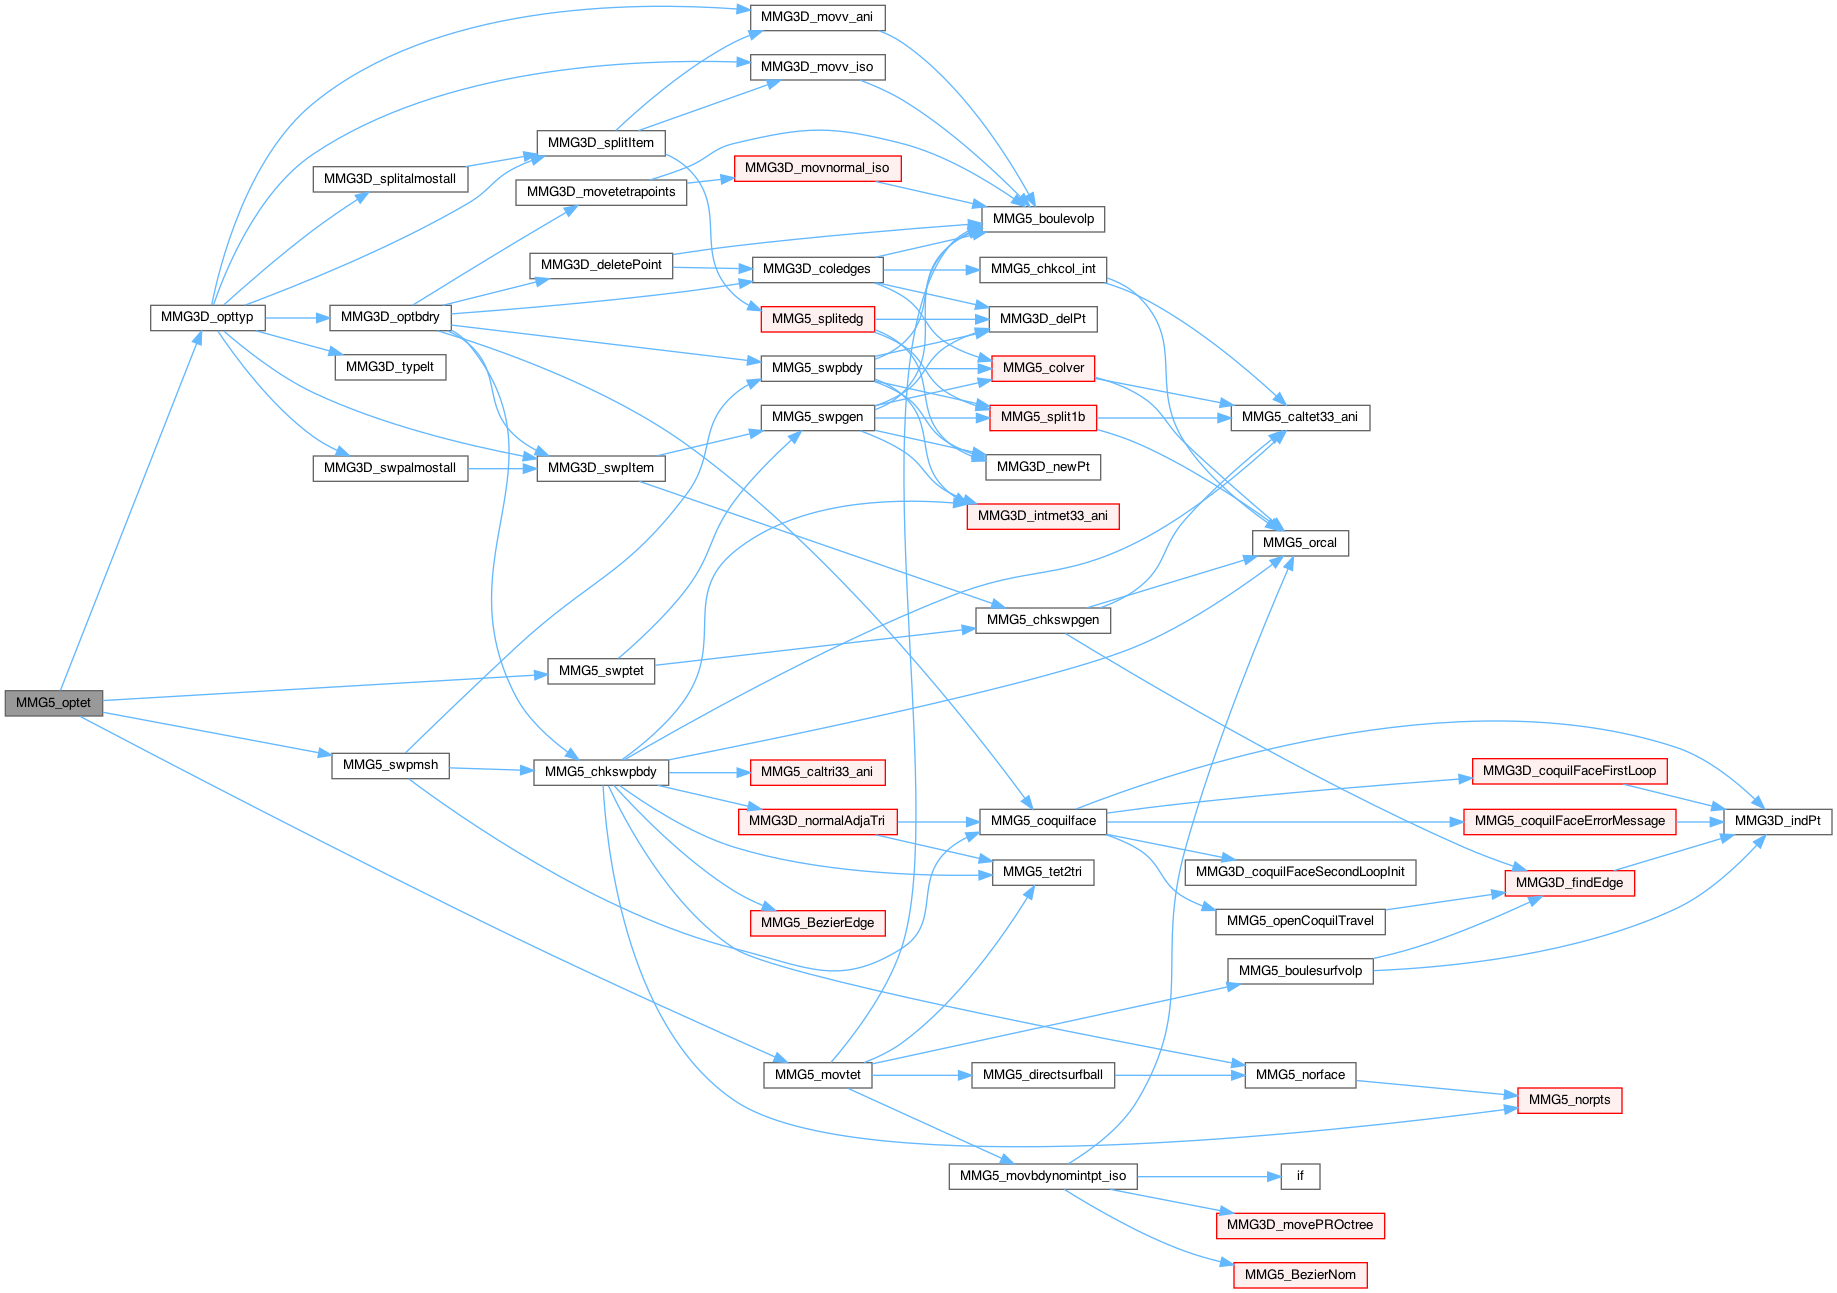 MMG3D_movv_ani
MMG3D_movv_iso
MMG3D_splitItem
MMG3D_movnormal_iso
MMG3D_splitalmostall
MMG3D_movetetrapoints
MMG5_boulevolp
MMG3D_deletePoint
MMG3D_coledges
MMG5_chkcol_int
MMG3D_opttyp
MMG3D_optbdry
MMG5_splitedg
MMG3D_delPt
MMG3D_typelt
MMG5_swpbdy
MMG5_colver
MMG5_swpgen
MMG5_split1b
MMG5_caltet33_ani
MMG3D_swpalmostall
MMG3D_swpItem
MMG3D_newPt
MMG3D_intmet33_ani
MMG5_orcal
MMG5_chkswpgen
MMG5_swptet
MMG5_optet
MMG5_swpmsh
MMG5_chkswpbdy
MMG5_caltri33_ani
MMG3D_coquilFaceFirstLoop
MMG3D_normalAdjaTri
MMG5_coquilface
MMG5_coquilFaceErrorMessage
MMG3D_indPt
MMG5_tet2tri
MMG3D_coquilFaceSecondLoopInit
MMG3D_findEdge
MMG5_BezierEdge
MMG5_openCoquilTravel
MMG5_boulesurfvolp
MMG5_movtet
MMG5_directsurfball
MMG5_norface
MMG5_norpts
MMG5_movbdynomintpt_iso
if
MMG3D_movePROctree
MMG5_BezierNom